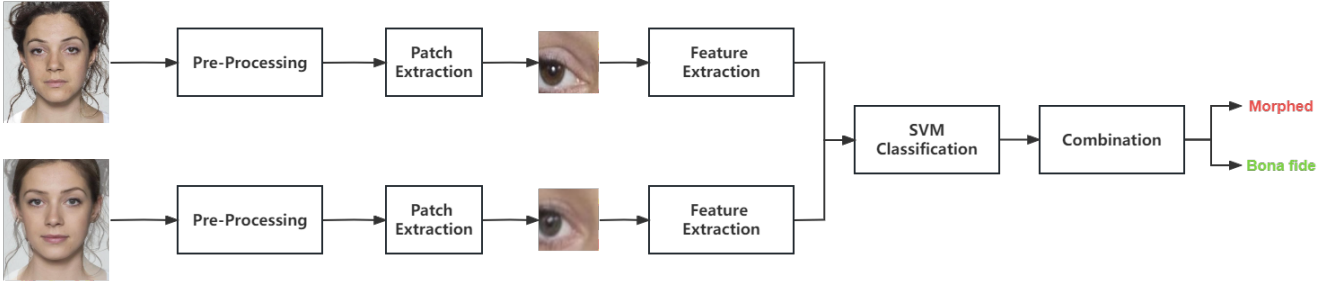 Pre-Processing
Patch
Extraction
Feature
Extraction
SVM
Classification
Combination
Morphed
Bona fide
Pre-Processing
Patch
Extraction
Feature
Extraction